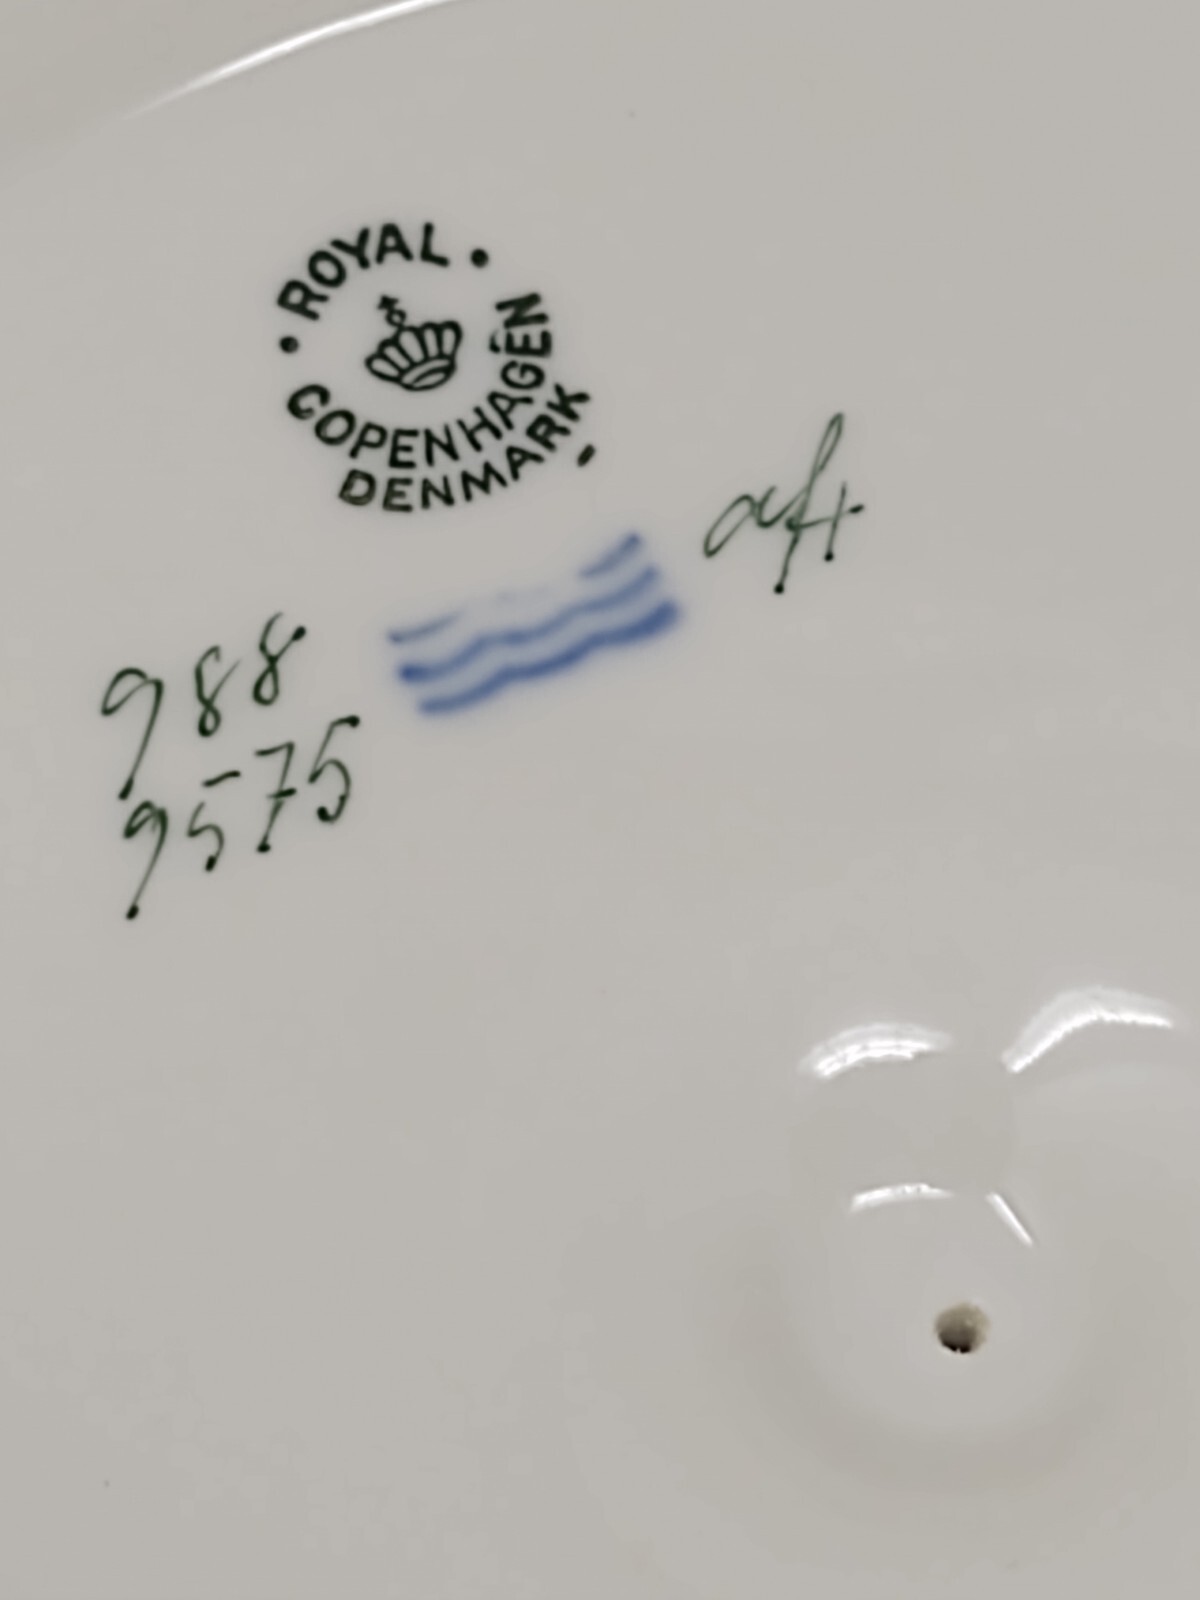 ROYAL
COPENHAGEN
DENMARK
988
9575